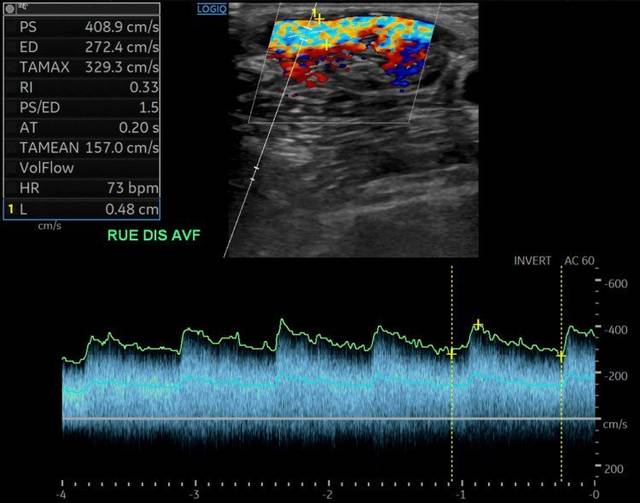 LOGIQ
1
PS 408.9 cm/s
ED 272.4 cm/s
TAMAX 329.3 cm/s
RI 0.33
PS/ED 1.5
AT 0.20 s
TAMEAN 157.0 cm/s
VolFlow
HR 73 bpm
1 L 0.48 cm
cm/s
RUE DIS AVF
INVERT AC 60
-600
-400
-200
cm/s
200
-4 -3 -2 -1 -0